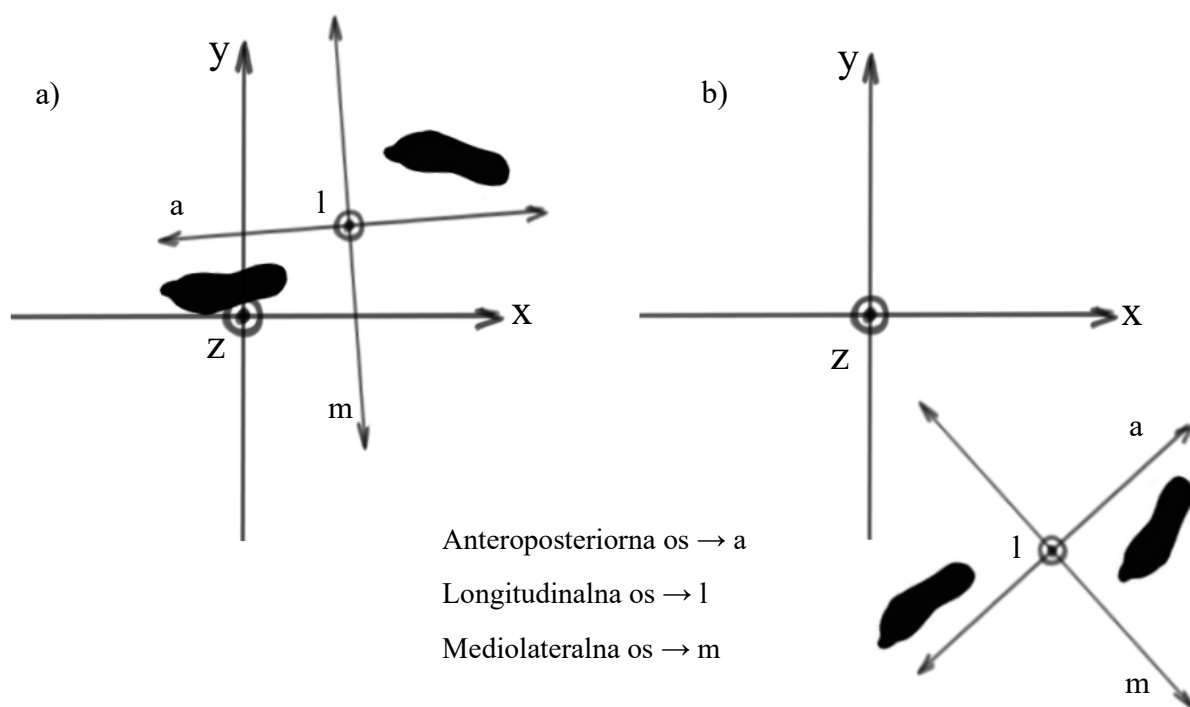 a)
y
a
l
x
z
m
b)
y
x
z
a
l
m
Anteroposteriorna os → a
Longitudinalna os → l
Mediolateralna os → m